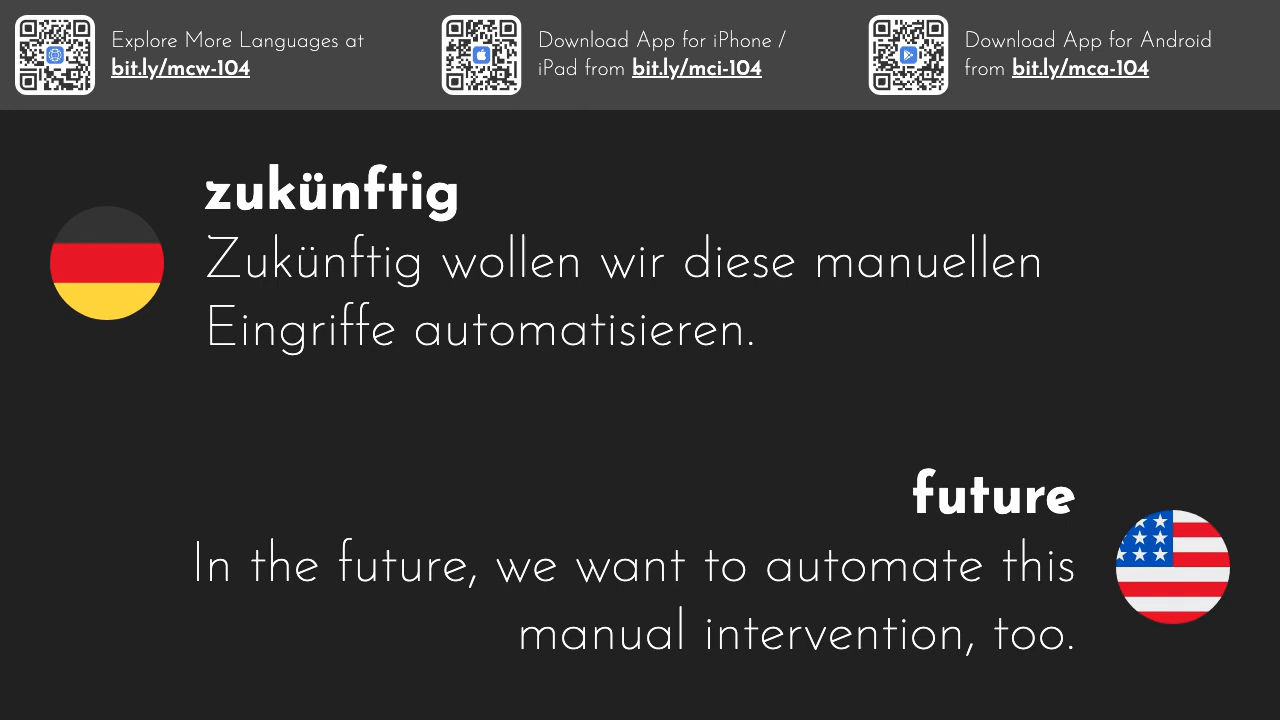 Explore More Languages at
bit.ly/mcw-104
Download App for iPhone /
iPad from bit.ly/mci-104
Download App for Android
from bit.ly/mca-104
zukünftig
Zukünftig wollen wir diese manuellen
Eingriffe automatisieren.
future
In the future, we want to automate this
manual intervention, too.